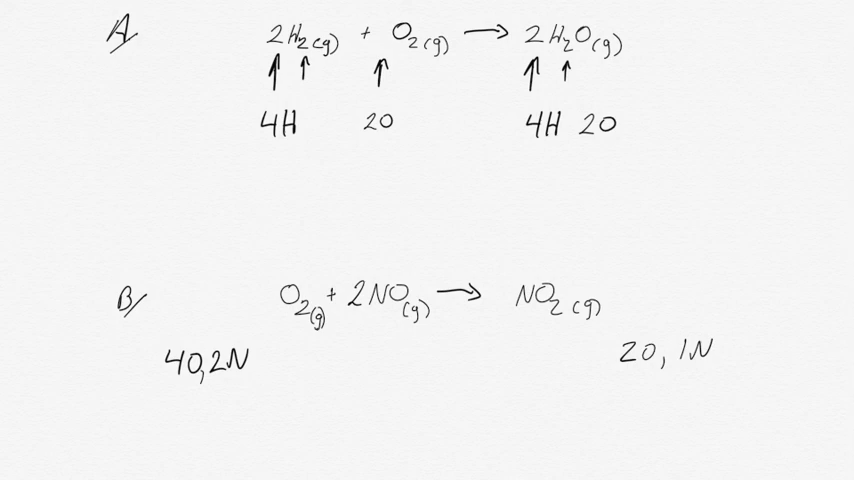 A/ 2H₂(g) + O₂(g) → 2H₂O(g)
↑ ↑ ↑ ↑ ↑
4H 2O 4H 2O
B/ O₂(g) + 2NO(g) → NO₂(g)
4O,2N 2O, 1N